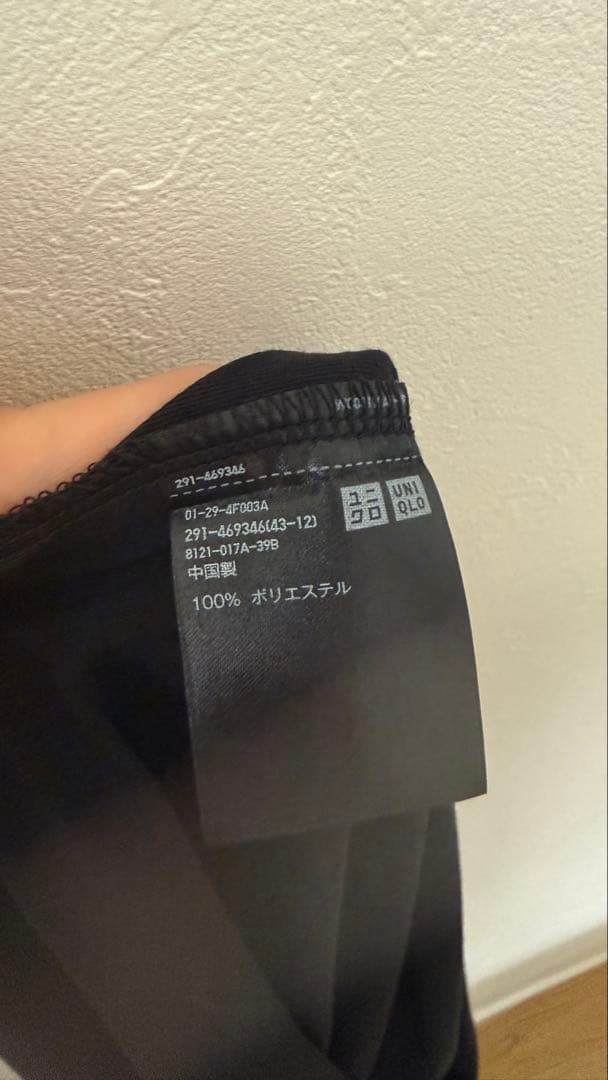 291-469346
01-29-4F003A
291-469346(43-12)
8121-017A-39B
中国製
100% ポリエステル
ユニ
クロ
UNI
QLO